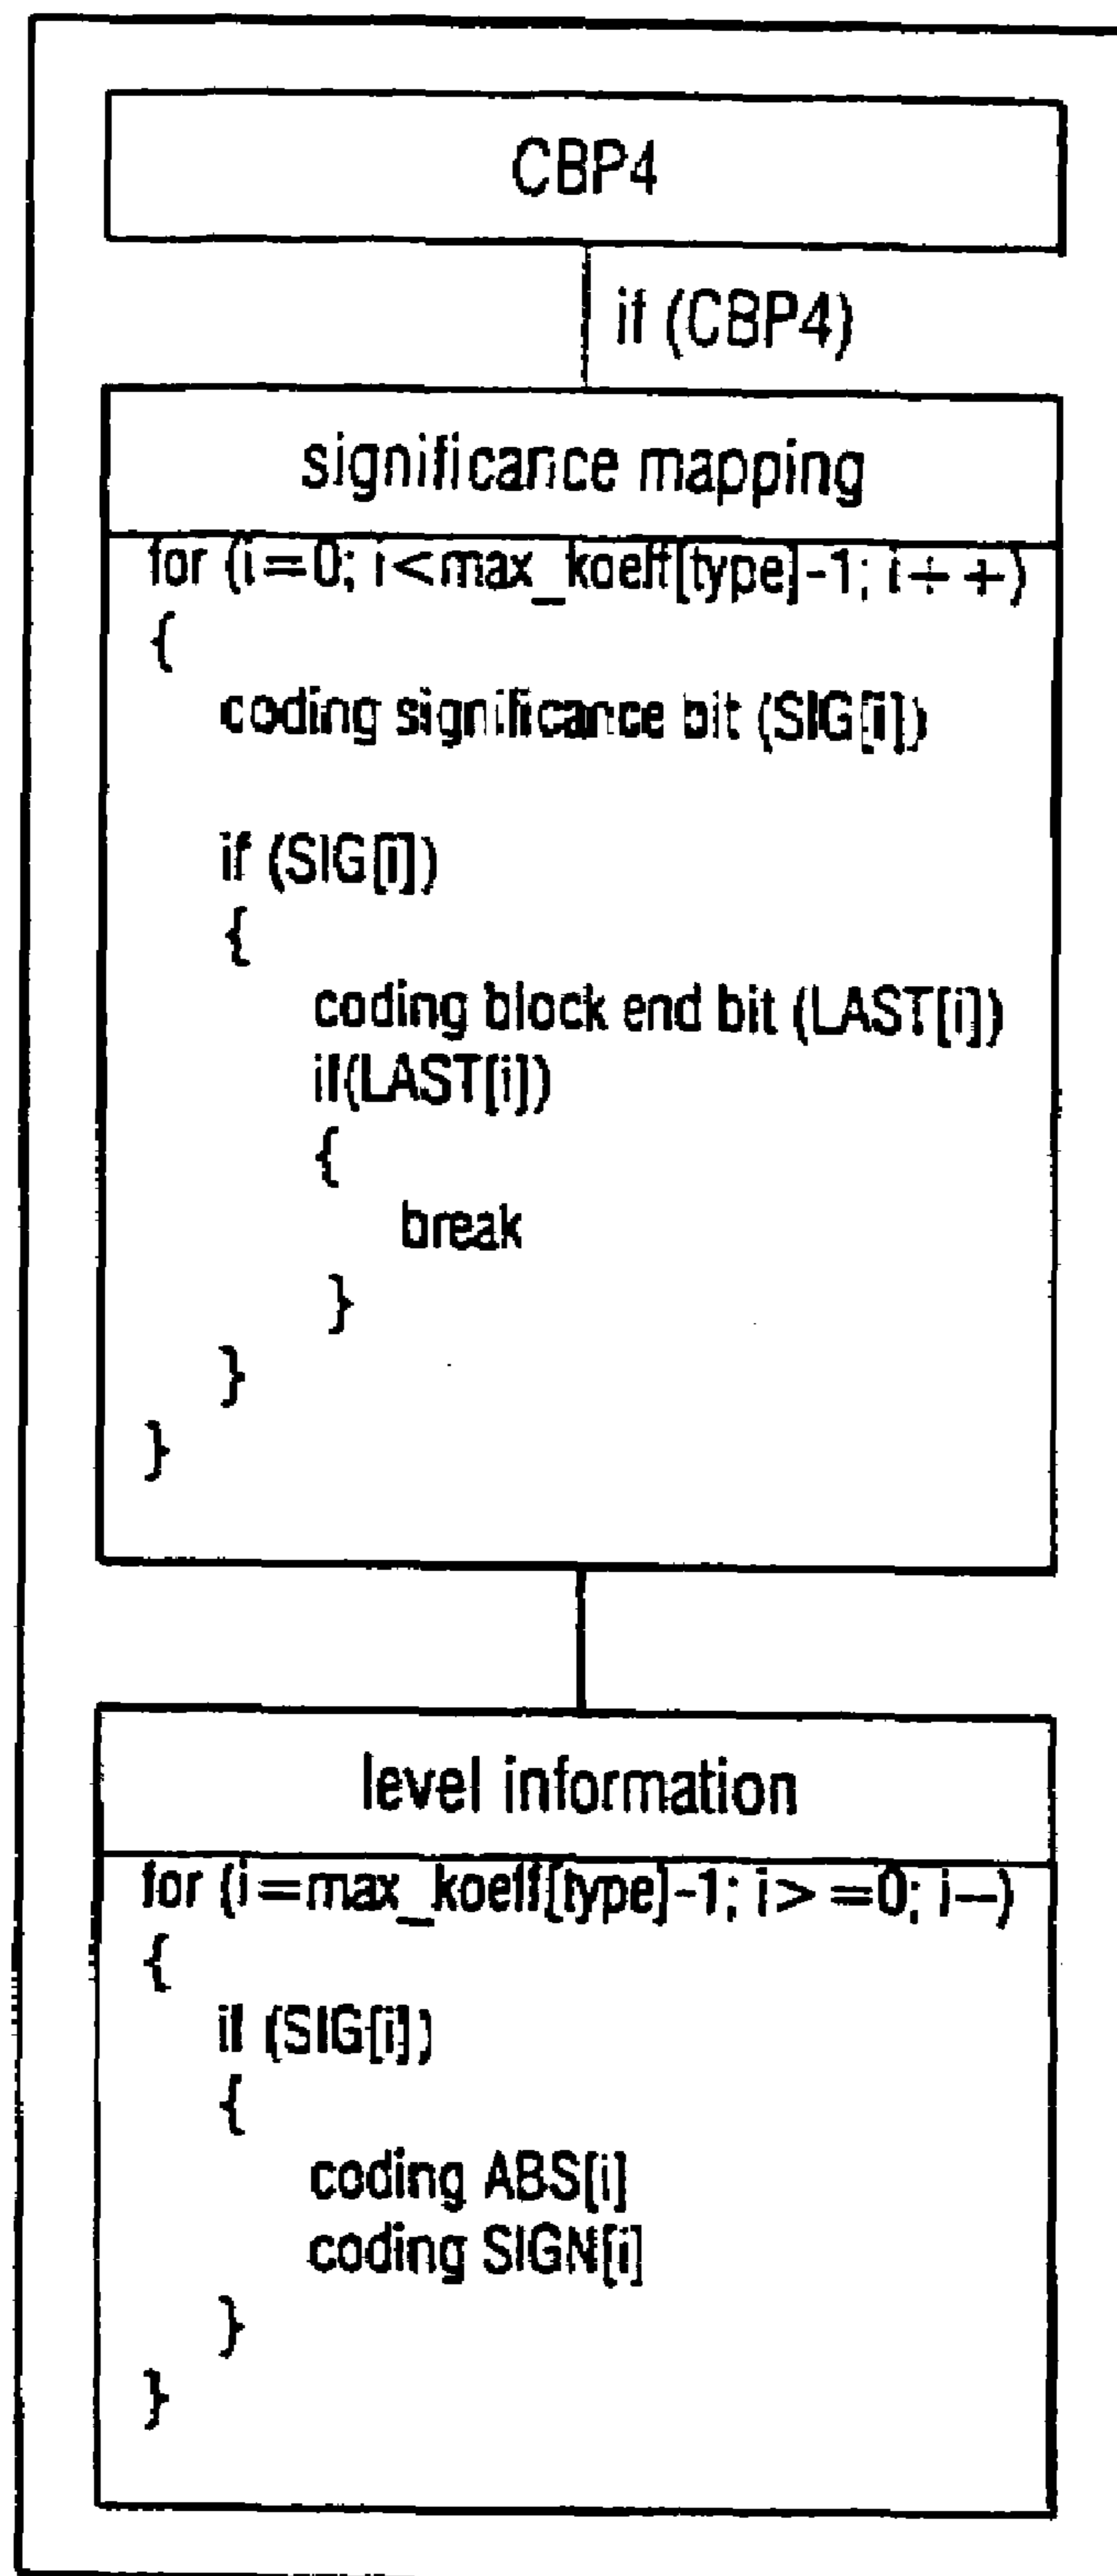 CBP4
if (CBP4)
significance mapping
for (i=0; i<max_koeff[type]-1; i++)
{
coding significance bit (SIG[i])
if (SIG[i])
{
coding block end bit (LAST[i])
if(LAST[i])
{
break
}
}
}
level information
for (i=max_koeff[type]-1; i>=0; i--)
{
if (SIG[i])
{
coding ABS[i]
coding SIGN[i]
}
}